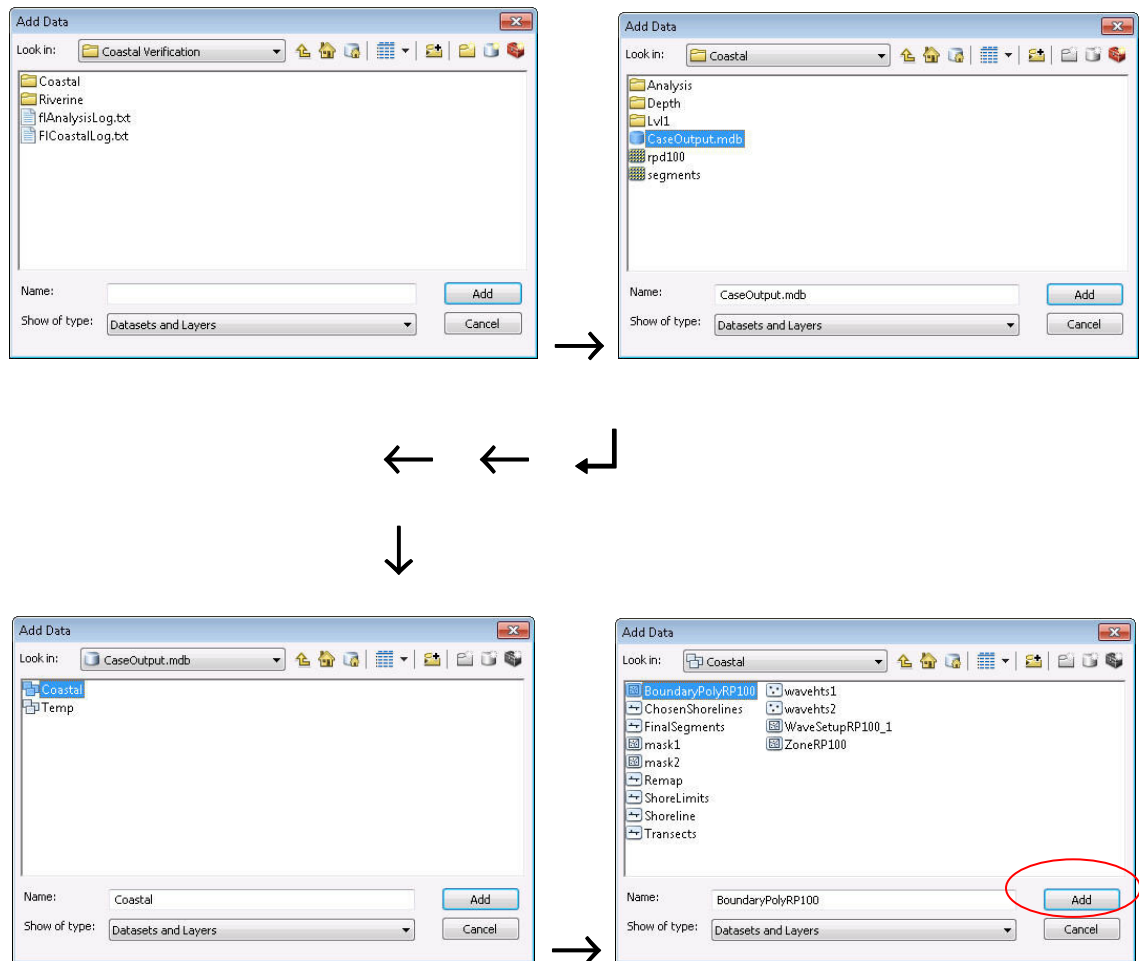 Add Data
Look in: Coastal Verification
Coastal
Riverine
flAnalysisLog.txt
FlCoastalLog.txt
Name: Add
Show of type: Datasets and Layers Cancel
Add Data
Look in: Coastal
Analysis
Depth
Lvl1
CaseOutput.mdb
rpd100
segments
Name: CaseOutput.mdb Add
Show of type: Datasets and Layers Cancel
Add Data
Look in: CaseOutput.mdb
Coastal
Temp
Name: Coastal Add
Show of type: Datasets and Layers Cancel
Add Data
Look in: Coastal
BoundaryPolyRP100
ChosenShorelines
FinalSegments
mask1
mask2
Remap
ShoreLimits
Shoreline
Transects
wavehts1
wavehts2
WaveSetupRP100_1
ZoneRP100
Name: BoundaryPolyRP100 Add
Show of type: Datasets and Layers Cancel